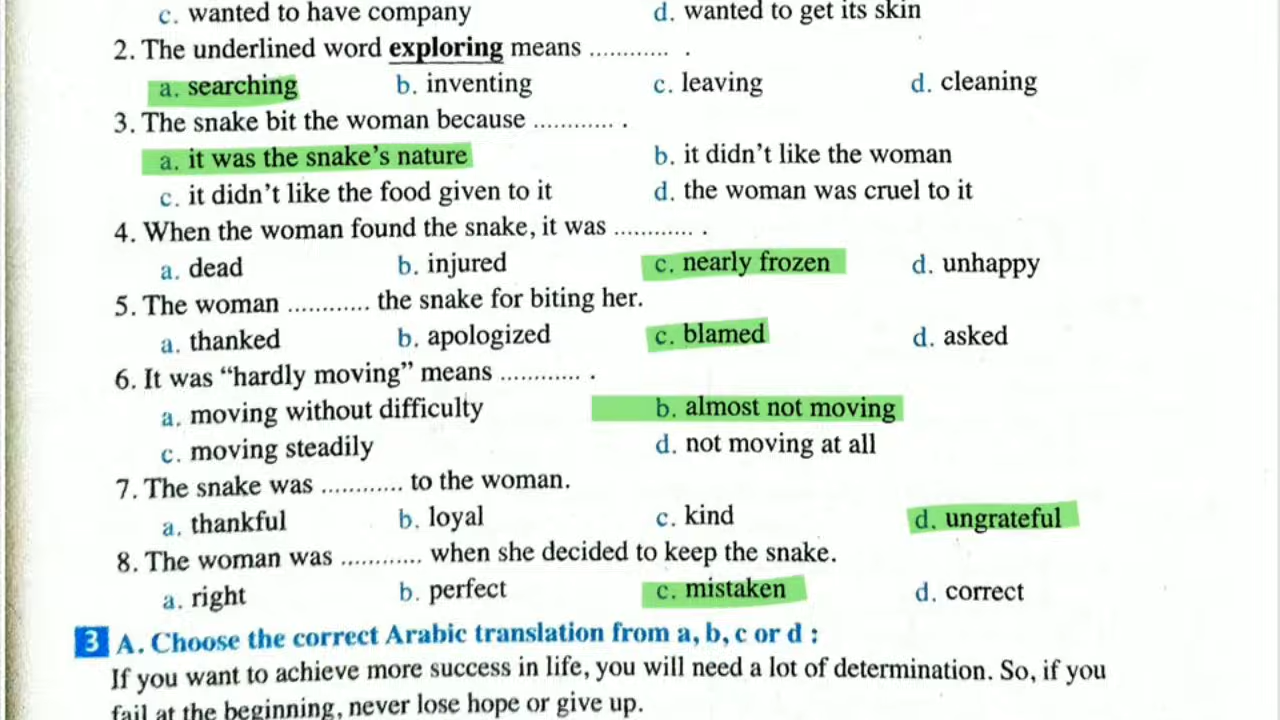 c. wanted to have company d. wanted to get its skin
2. The underlined word exploring means ............ .
a. searching b. inventing c. leaving d. cleaning
3. The snake bit the woman because ............ .
a. it was the snake's nature b. it didn't like the woman
c. it didn't like the food given to it d. the woman was cruel to it
4. When the woman found the snake, it was ............ .
a. dead b. injured c. nearly frozen d. unhappy
5. The woman ............ the snake for biting her.
a. thanked b. apologized c. blamed d. asked
6. It was “hardly moving” means ............ .
a. moving without difficulty b. almost not moving
c. moving steadily d. not moving at all
7. The snake was ............ to the woman.
a. thankful b. loyal c. kind d. ungrateful
8. The woman was ............ when she decided to keep the snake.
a. right b. perfect c. mistaken d. correct
3 A. Choose the correct Arabic translation from a, b, c or d :
If you want to achieve more success in life, you will need a lot of determination. So, if you
fail at the beginning, never lose hope or give up.